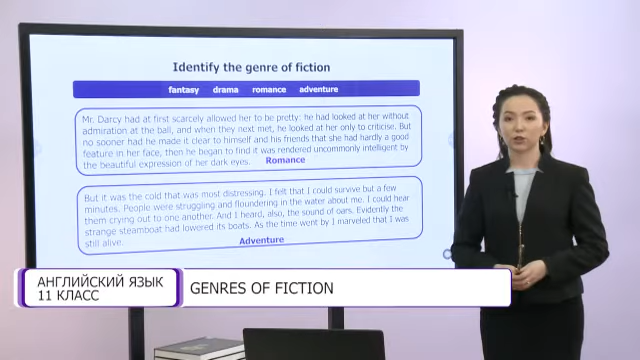 Identify the genre of fiction
fantasy drama romance adventure
Mr. Darcy had at first scarcely allowed her to be pretty: he had looked at her without
admiration at the ball, and when they next met, he looked at her only to criticise. But
no sooner had he made it clear to himself and his friends that she had hardly a good
feature in her face, then he began to find it was rendered uncommonly intelligent by
the beautiful expression of her dark eyes. Romance
But it was the cold that was most distressing. I felt that I could survive but a few
minutes. People were struggling and floundering in the water about me. I could hear
them crying out to one another. And I heard, also, the sound of oars. Evidently the
strange steamboat had lowered its boats. As the time went by I marveled that I was
still alive. Adventure
АНГЛИЙСКИЙ ЯЗЫК
11 КЛАСС
GENRES OF FICTION